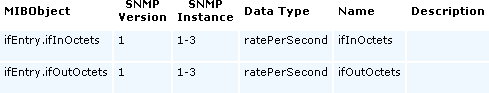 MIBObject SNMP Version SNMP Instance Data Type Name Description
ifEntry.ifInOctets 1 1-3 ratePerSecond ifInOctets
ifEntry.ifOutOctets 1 1-3 ratePerSecond ifOutOctets